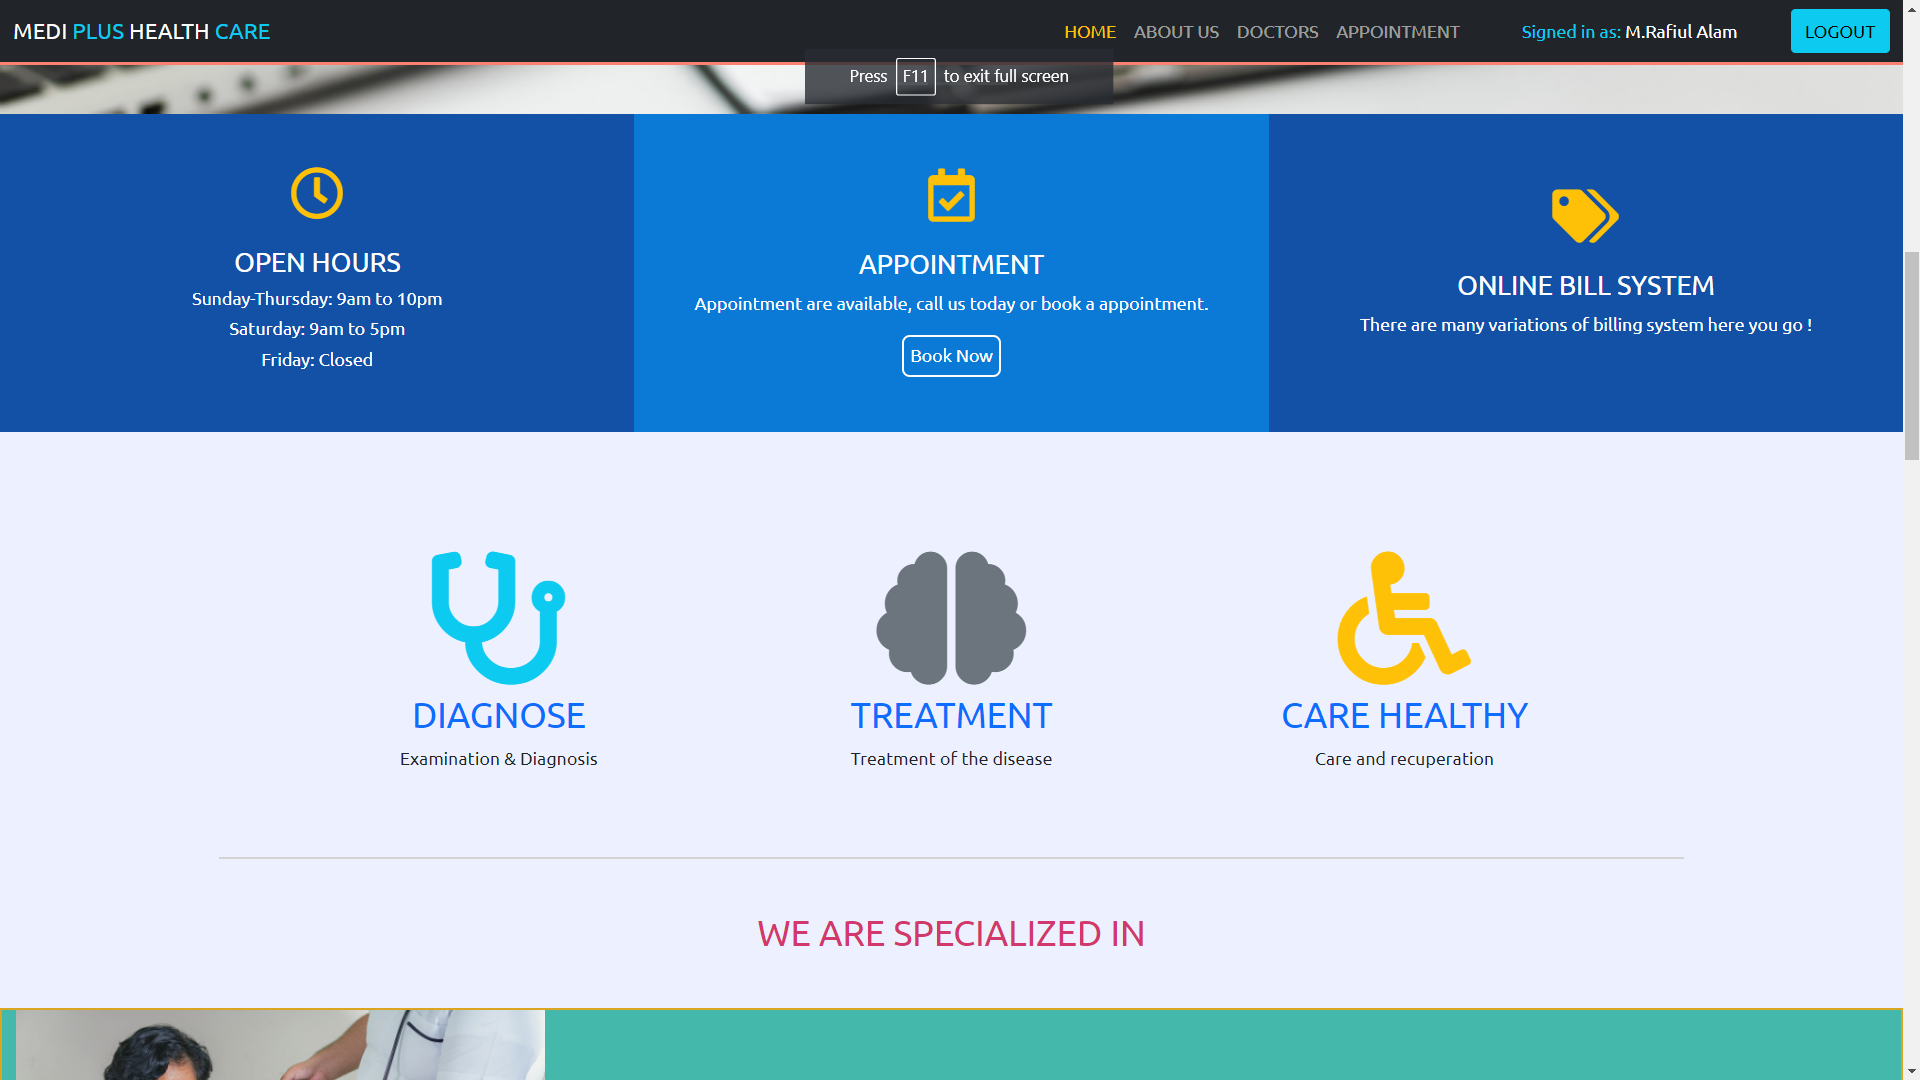 MEDI PLUS HEALTH CARE
HOME ABOUT US DOCTORS APPOINTMENT Signed in as: M.Rafiul Alam LOGOUT
Press F11 to exit full screen
OPEN HOURS
Sunday-Thursday: 9am to 10pm
Saturday: 9am to 5pm
Friday: Closed
APPOINTMENT
Appointment are available, call us today or book a appointment.
Book Now
ONLINE BILL SYSTEM
There are many variations of billing system here you go !
DIAGNOSE
Examination & Diagnosis
TREATMENT
Treatment of the disease
CARE HEALTHY
Care and recuperation
WE ARE SPECIALIZED IN